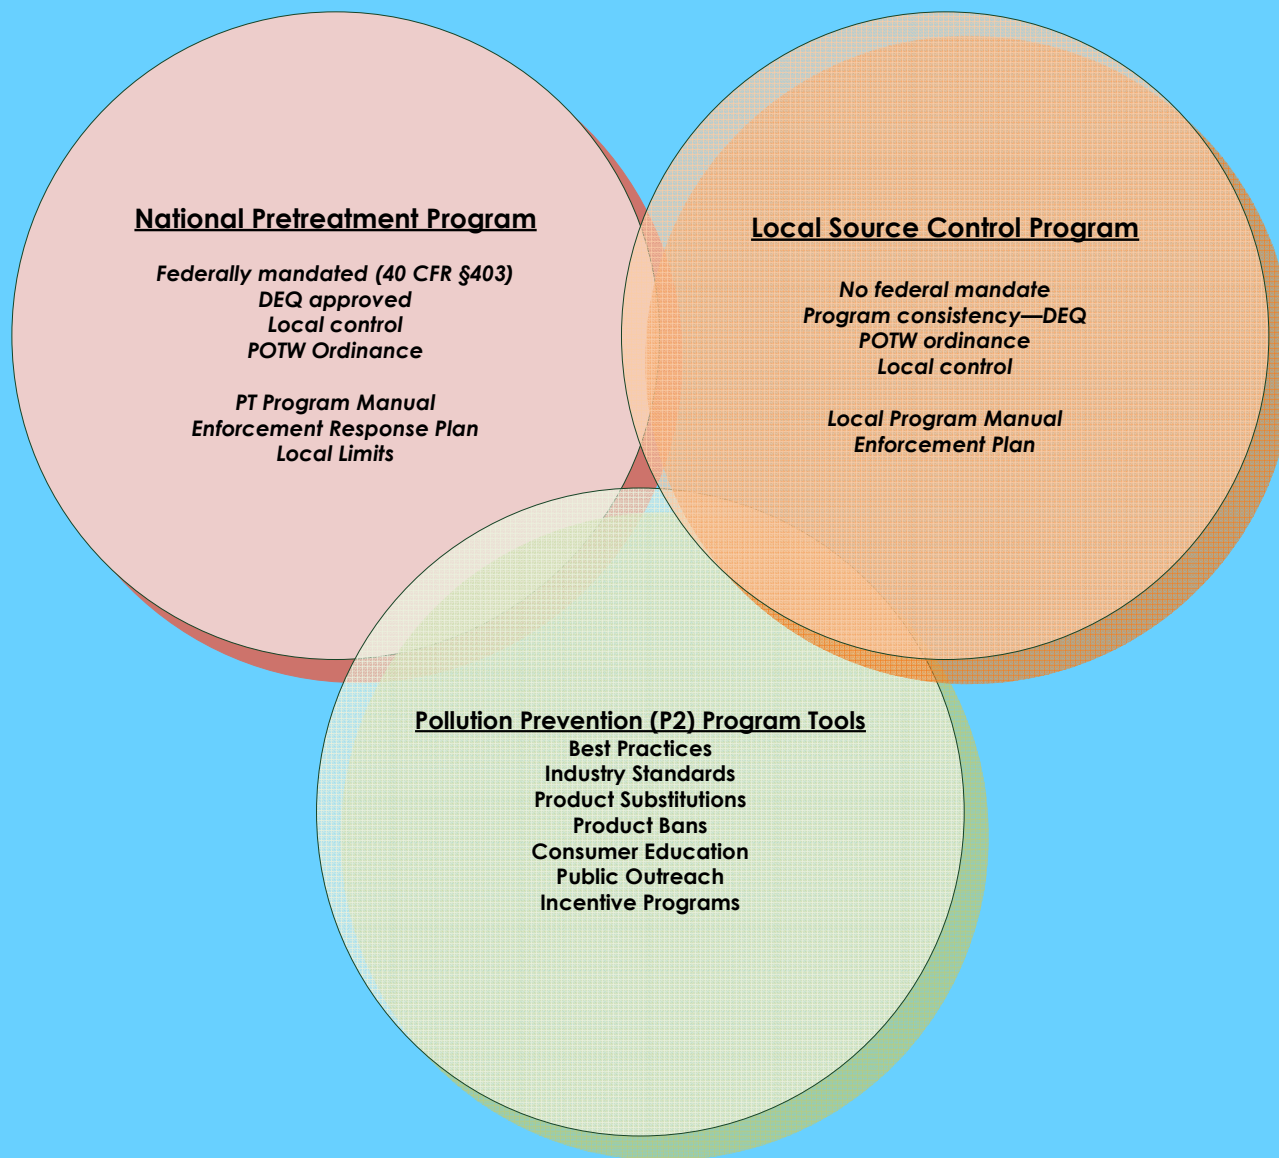 National Pretreatment Program
Federally mandated (40 CFR §403)
DEQ approved
Local control
POTW Ordinance
PT Program Manual
Enforcement Response Plan
Local Limits
Local Source Control Program
No federal mandate
Program consistency—DEQ
POTW ordinance
Local control
Local Program Manual
Enforcement Plan
Pollution Prevention (P2) Program Tools
Best Practices
Industry Standards
Product Substitutions
Product Bans
Consumer Education
Public Outreach
Incentive Programs